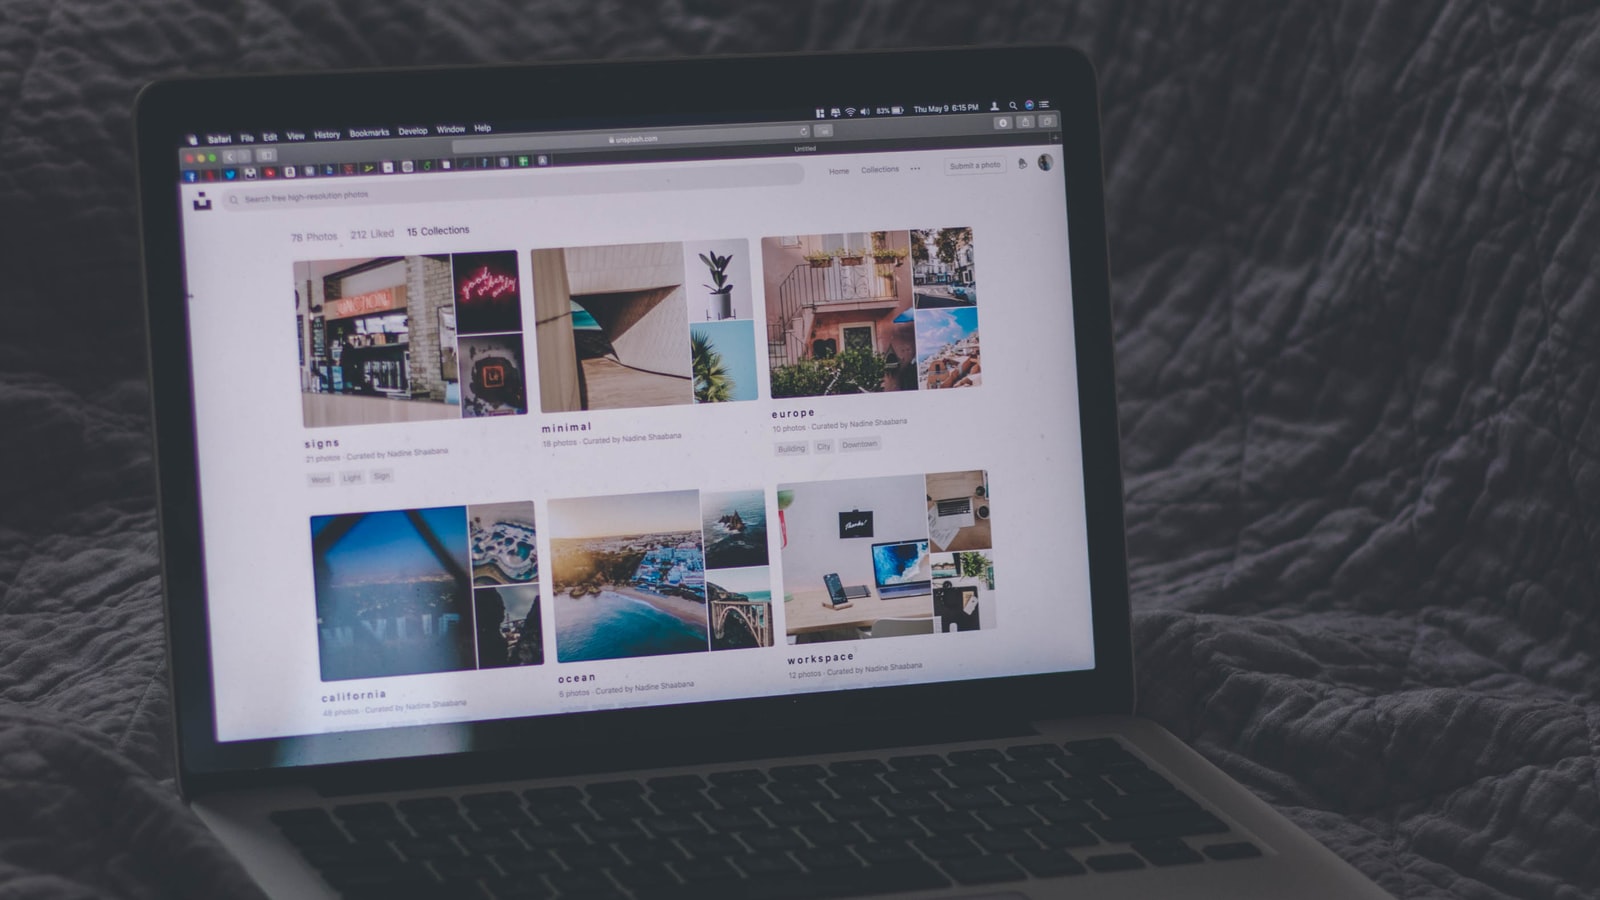 Safari File Edit View History Bookmarks Develop Window Help
83% Thu May 9 6:15 PM
unsplash.com
Untitled
Search free high-resolution photos
Home Collections ••• Submit a photo
78 Photos 212 Liked 15 Collections
good vibes only
signs
21 photos · Curated by Nadine Shaabana
Word Light Sign
minimal
18 photos · Curated by Nadine Shaabana
europe
10 photos · Curated by Nadine Shaabana
Building City Downtown
Thanks!
california
48 photos · Curated by Nadine Shaabana
ocean
6 photos · Curated by Nadine Shaabana
workspace
12 photos · Curated by Nadine Shaabana